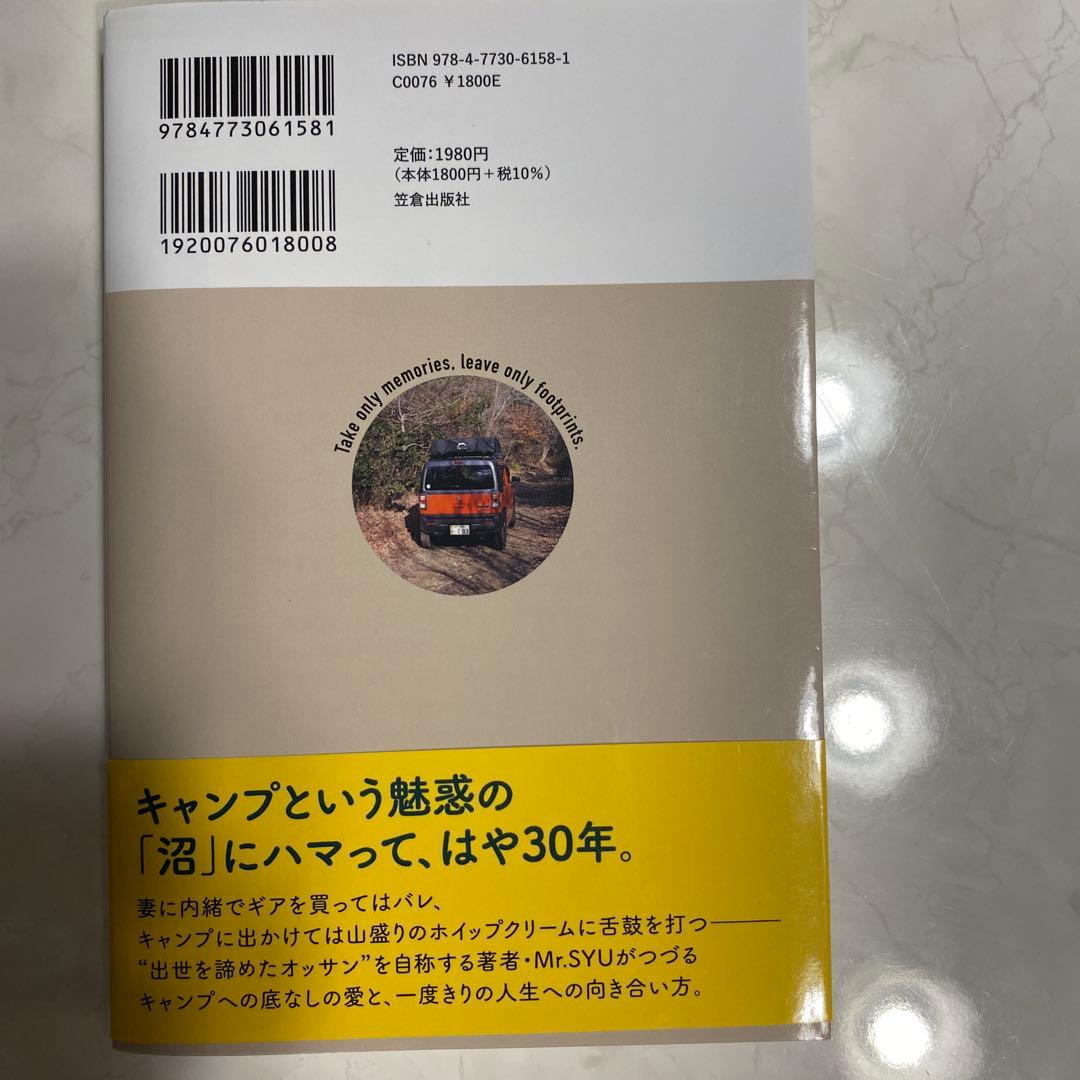 ISBN 978-4-7730-6158-1
C0076 ¥1800E
9784773061581
定価：1980円
（本体1800円＋税10％）
笠倉出版社
1920076018008
Take only memories, leave only footprints.
キャンプという魅惑の
「沼」にハマって、はや30年。
妻に内緒でギアを買ってはバレ、
キャンプに出かけては山盛りのホイップクリームに舌鼓を打つ――
“出世を諦めたオッサン”を自称する著者・Mr.SYUがつづる
キャンプへの底なしの愛と、一度きりの人生への向き合い方。